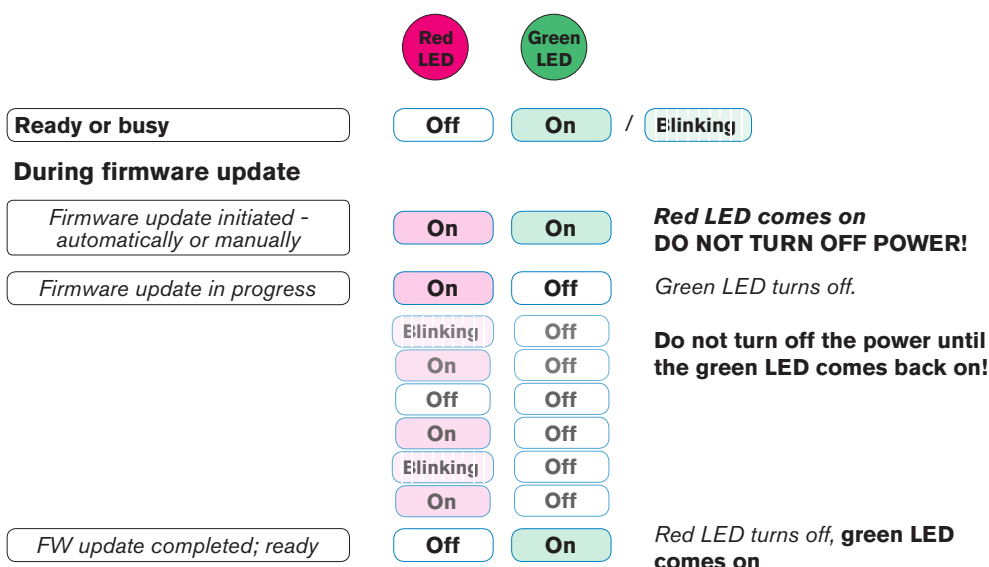 Red LED
Green LED
Ready or busy Off On / Blinking
During firmware update
Firmware update initiated - automatically or manually On On Red LED comes on DO NOT TURN OFF POWER!
Firmware update in progress On Off Green LED turns off.
Blinking Off Do not turn off the power until
On Off the green LED comes back on!
Off Off
On Off
Blinking Off
On Off
FW update completed; ready Off On Red LED turns off, green LED
comes on